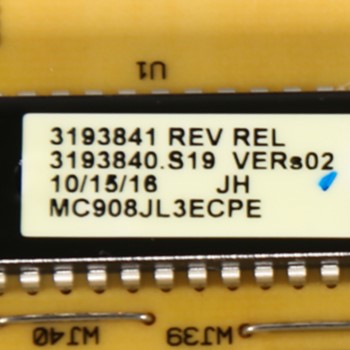 U1
3193841 REV REL
3193840.S19 VERs02
10/15/16 JH
MC908JL3ECPE
WJ40 WJ39